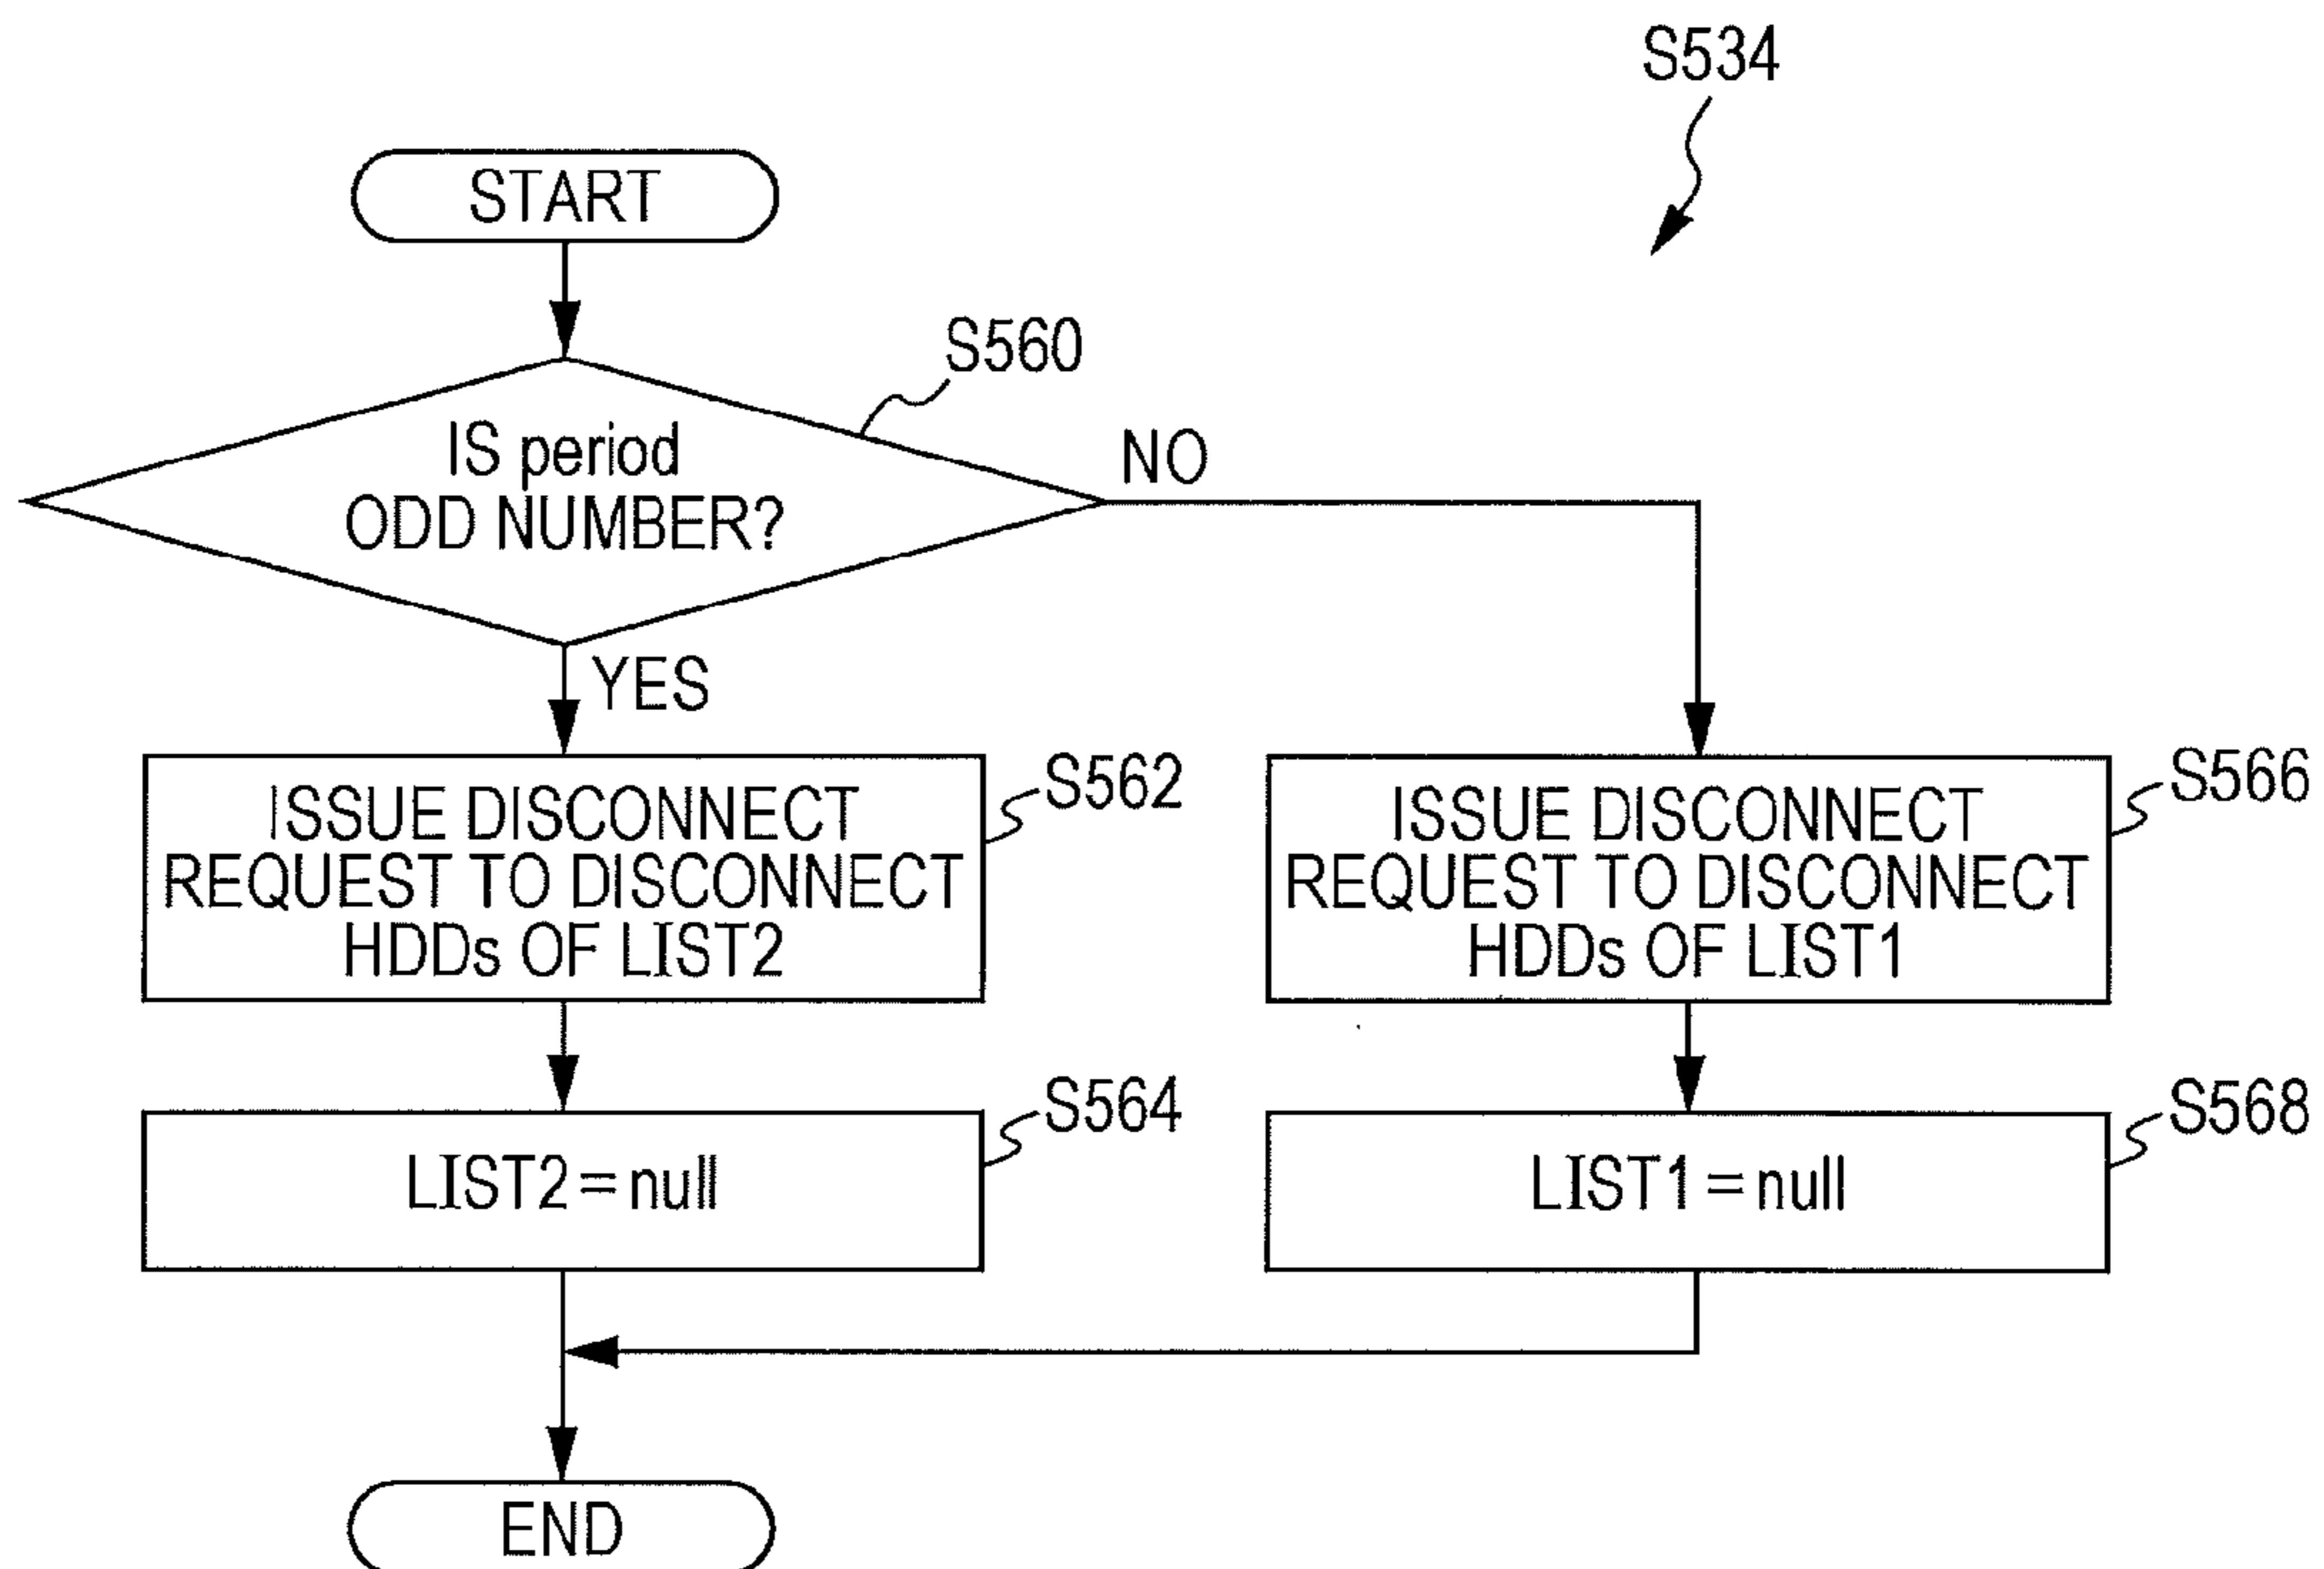 S534
START
S560
IS period
ODD NUMBER?
NO
YES
S562
ISSUE DISCONNECT
REQUEST TO DISCONNECT
HDDs OF LIST2
S566
ISSUE DISCONNECT
REQUEST TO DISCONNECT
HDDs OF LIST1
S564
LIST2=null
S568
LIST1=null
END